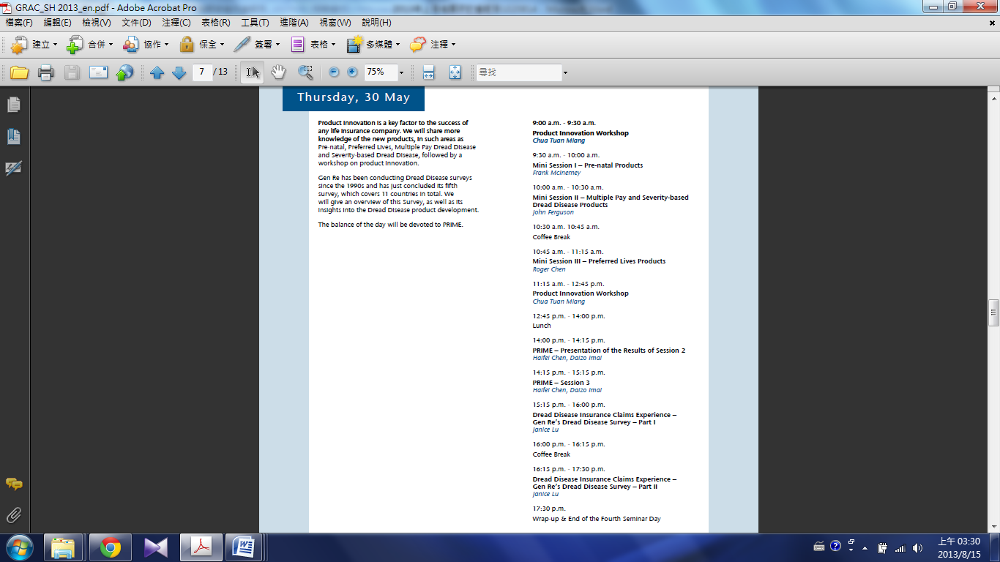 GRAC_SH 2013_en.pdf - Adobe Acrobat Pro
檔案(F) 編輯(E) 檢視(V) 文件(D) 注釋(C) 表格(R) 工具(T) 進階(A) 視窗(W) 說明(H)
建立 合併 協作 保全 簽署 表格 多媒體 注釋
7 / 13 75% 尋找
Thursday, 30 May
Product Innovation is a key factor to the success of
any life insurance company. We will share more
knowledge of the new products, in such areas as
Pre-natal, Preferred Lives, Multiple Pay Dread Disease
and Severity-based Dread Disease, followed by a
workshop on product innovation.
Gen Re has been conducting Dread Disease surveys
since the 1990s and has just concluded its fifth
survey, which covers 11 countries in total. We
will give an overview of this Survey, as well as its
insights into the Dread Disease product development.
The balance of the day will be devoted to PRIME.
9:00 a.m. - 9:30 a.m.
Product Innovation Workshop
Chua Tuan Miang
9:30 a.m. - 10:00 a.m.
Mini Session I – Pre-natal Products
Frank McInerney
10:00 a.m. - 10:30 a.m.
Mini Session II – Multiple Pay and Severity-based
Dread Disease Products
John Ferguson
10:30 a.m. 10:45 a.m.
Coffee Break
10:45 a.m. - 11:15 a.m.
Mini Session III – Preferred Lives Products
Roger Chen
11:15 a.m. - 12:45 p.m.
Product Innovation Workshop
Chua Tuan Miang
12:45 p.m. - 14:00 p.m.
Lunch
14:00 p.m. - 14:15 p.m.
PRIME – Presentation of the Results of Session 2
Haifei Chen, Daizo Imai
14:15 p.m. - 15:15 p.m.
PRIME – Session 3
Haifei Chen, Daizo Imai
15:15 p.m. - 16:00 p.m.
Dread Disease Insurance Claims Experience –
Gen Re's Dread Disease Survey – Part I
Janice Lu
16:00 p.m. - 16:15 p.m.
Coffee Break
16:15 p.m. - 17:30 p.m.
Dread Disease Insurance Claims Experience –
Gen Re's Dread Disease Survey – Part II
Janice Lu
17:30 p.m.
Wrap-up & End of the Fourth Seminar Day
上午 03:30
2013/8/15